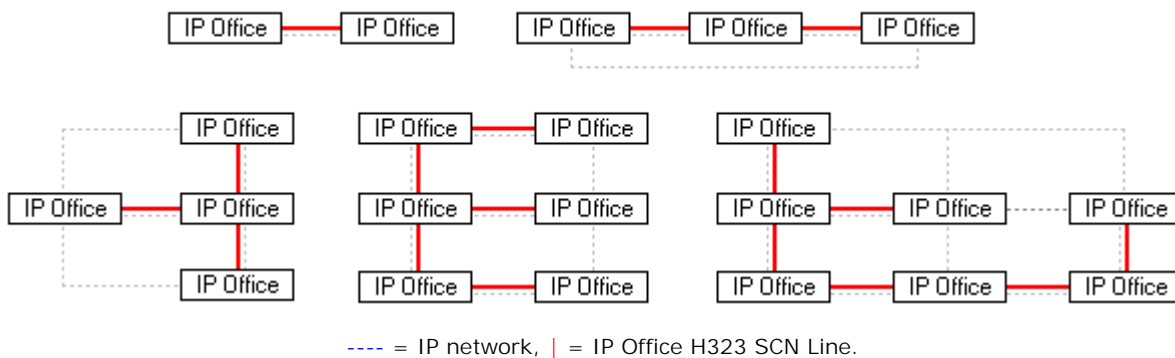 IP Office IP Office IP Office IP Office IP Office
IP Office IP Office IP Office IP Office
IP Office IP Office IP Office IP Office IP Office IP Office IP Office
IP Office IP Office IP Office IP Office IP Office IP Office
---- = IP network, | = IP Office H323 SCN Line.